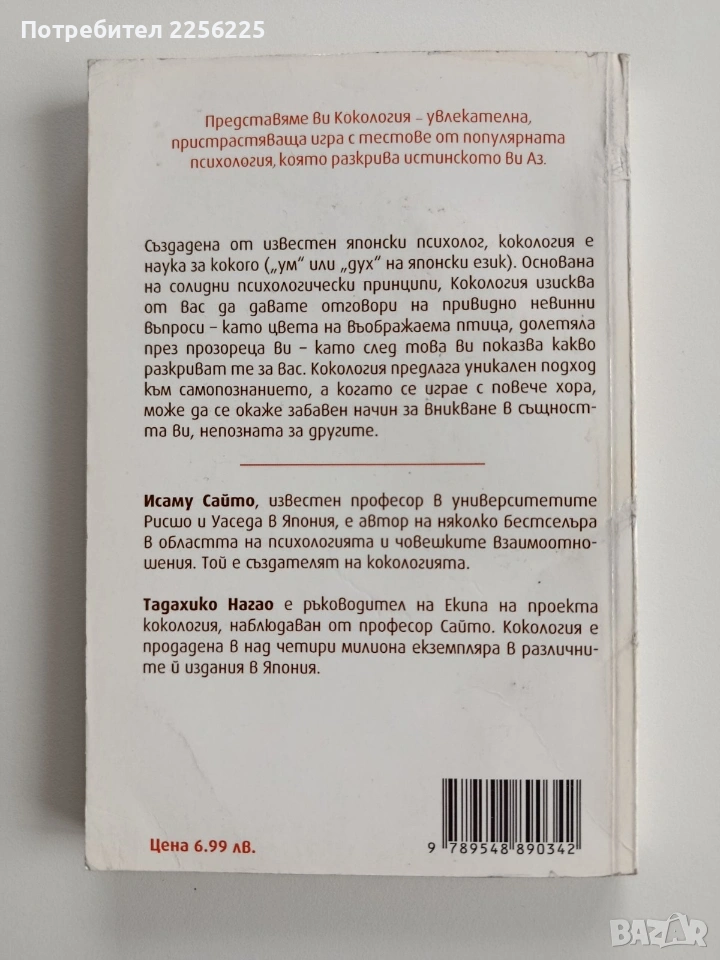 Потребител 2256225
Представяме ви Кокология – увлекателна,
пристрастяваща игра с тестове от популярната
психология, която разкрива истинското ви Аз.
Създадена от известен японски психолог, кокология е
наука за кокого („ум“ или „дух“ на японски език). Основана
на солидни психологически принципи, Кокология изисква
от вас да давате отговори на привидно невинни
въпроси – като цвета на въображаема птица, долетяла
през прозореца ви – като след това ви показва какво
разкриват те за вас. Кокология предлага уникален подход
към самопознанието, а когато се играе с повече хора,
може да се окаже забавен начин за вникване в същност-
та ви, непозната за другите.
Исаму Сайто, известен професор в университетите
Рисшо и Уаседа в Япония, е автор на няколко бестселъра
в областта на психологията и човешките взаимоотно-
шения. Той е създателят на кокологията.
Тадахико Нагао е ръководител на Екипа на проекта
кокология, наблюдаван от професор Сайто. Кокология е
продадена в над четири милиона екземпляра в различни-
те й издания в Япония.
Цена 6.99 лв.
9 789548 890342
BAZAR